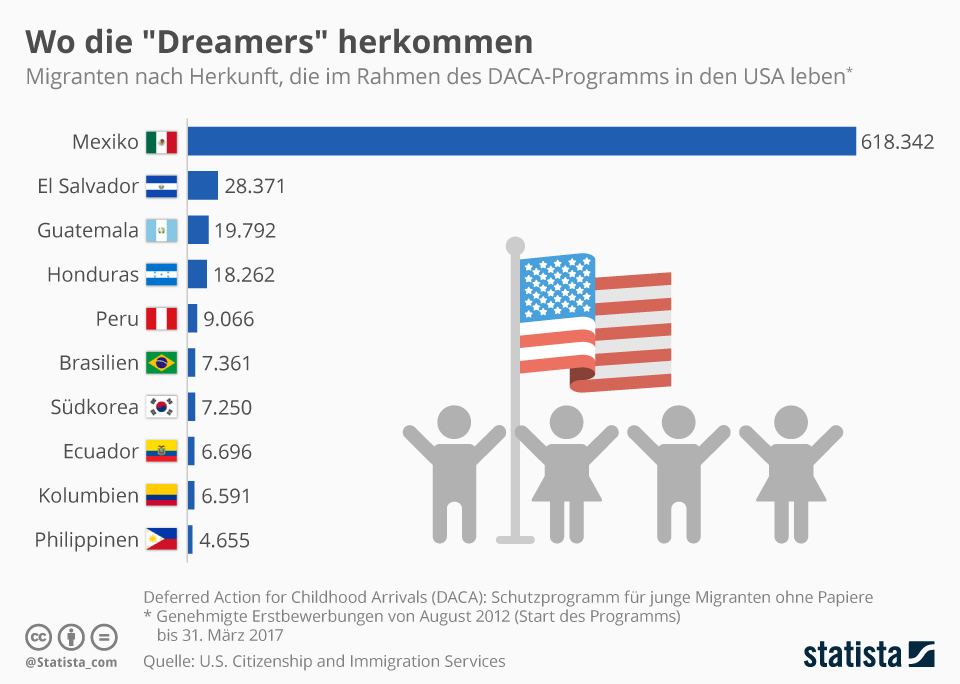 Wo die "Dreamers" herkommen
Migranten nach Herkunft, die im Rahmen des DACA-Programms in den USA leben*
Mexiko 618.342
El Salvador 28.371
Guatemala 19.792
Honduras 18.262
Peru 9.066
Brasilien 7.361
Südkorea 7.250
Ecuador 6.696
Kolumbien 6.591
Philippinen 4.655
Deferred Action for Childhood Arrivals (DACA): Schutzprogramm für junge Migranten ohne Papiere
* Genehmigte Erstbewerbungen von August 2012 (Start des Programms)
bis 31. März 2017
cc
@Statista_com
Quelle: U.S. Citizenship and Immigration Services
statista